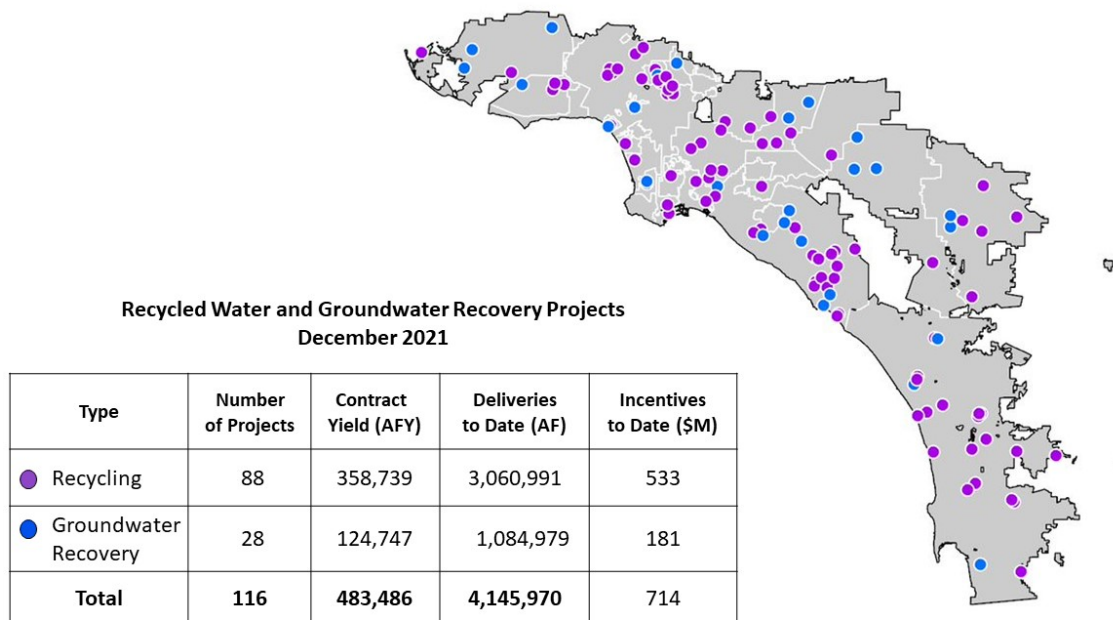 Recycled Water and Groundwater Recovery Projects
December 2021
Type Number of Projects Contract Yield (AFY) Deliveries to Date (AF) Incentives to Date ($M)
Recycling 88 358,739 3,060,991 533
Groundwater Recovery 28 124,747 1,084,979 181
Total 116 483,486 4,145,970 714